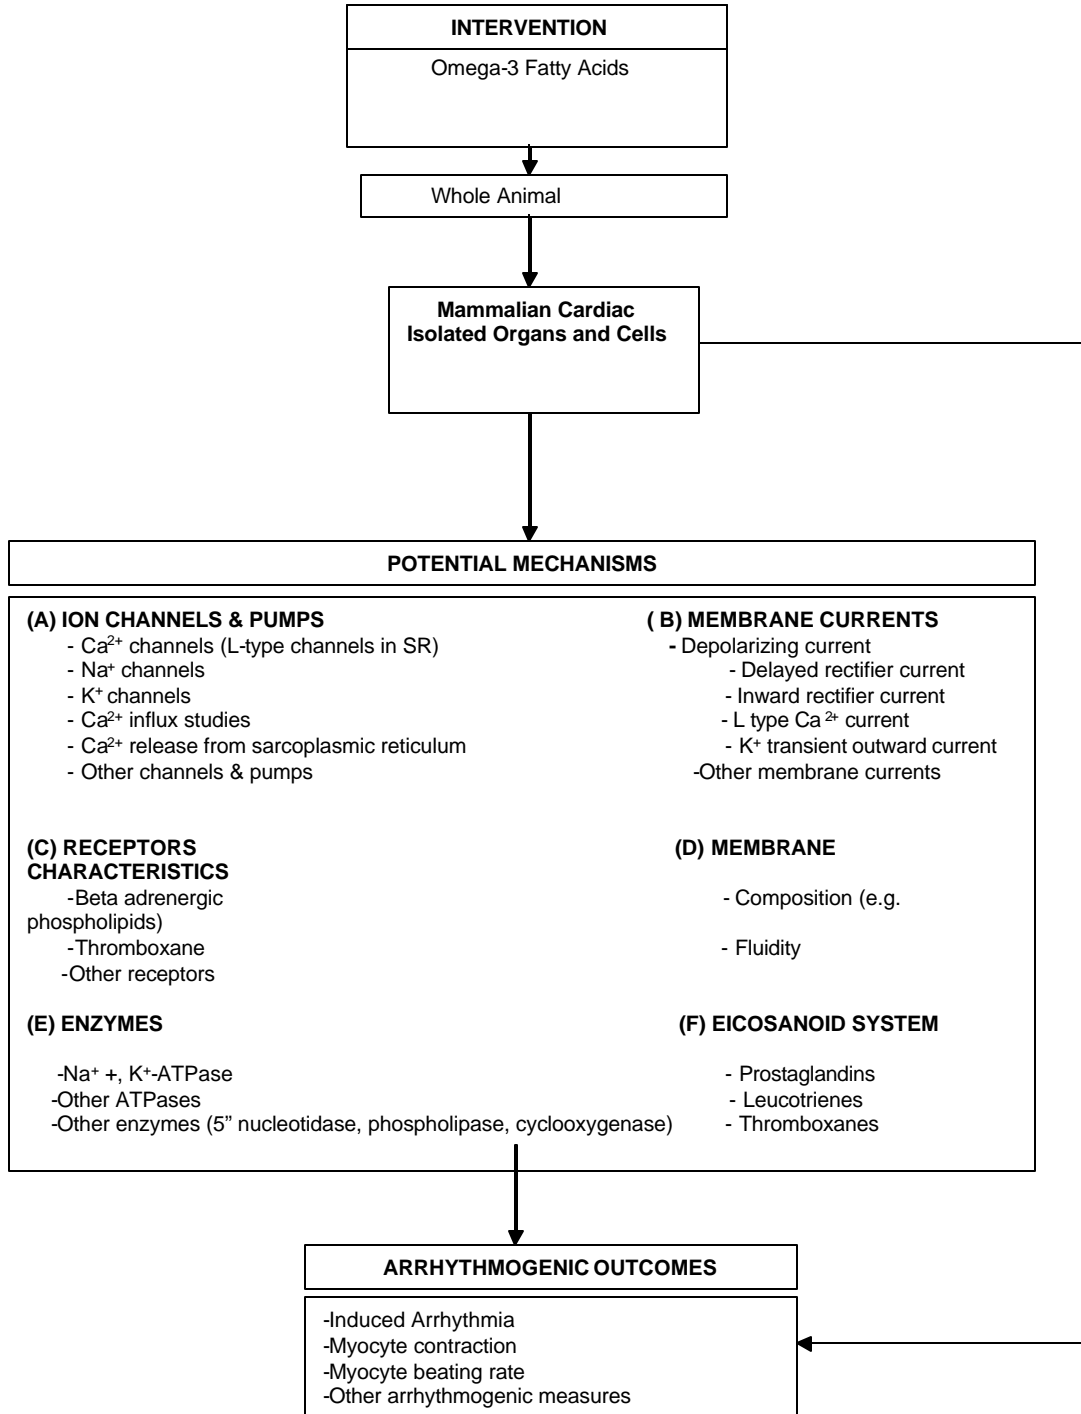 INTERVENTION
Omega-3 Fatty Acids
Whole Animal
Mammalian Cardiac
Isolated Organs and Cells
POTENTIAL MECHANISMS
(A) ION CHANNELS & PUMPS
- Ca²⁺ channels (L-type channels in SR)
- Na⁺ channels
- K⁺ channels
- Ca²⁺ influx studies
- Ca²⁺ release from sarcoplasmic reticulum
- Other channels & pumps
( B) MEMBRANE CURRENTS
- Depolarizing current
- Delayed rectifier current
- Inward rectifier current
- L type Ca ²⁺ current
- K⁺ transient outward current
-Other membrane currents
(C) RECEPTORS
CHARACTERISTICS
-Beta adrenergic
phospholipids)
-Thromboxane
-Other receptors
(D) MEMBRANE
- Composition (e.g.
- Fluidity
(E) ENZYMES
-Na⁺ +, K⁺-ATPase
-Other ATPases
-Other enzymes (5” nucleotidase, phospholipase, cyclooxygenase)
(F) EICOSANOID SYSTEM
- Prostaglandins
- Leucotrienes
- Thromboxanes
ARRHYTHMOGENIC OUTCOMES
-Induced Arrhythmia
-Myocyte contraction
-Myocyte beating rate
-Other arrhythmogenic measures